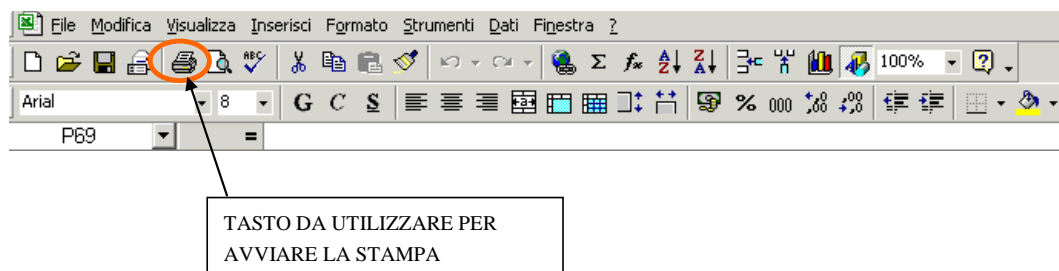 File Modifica Visualizza Inserisci Formato Strumenti Dati Finestra ?
ABC 100% ?
Arial 8 G C S % 000
P69 =
TASTO DA UTILIZZARE PER
AVVIARE LA STAMPA